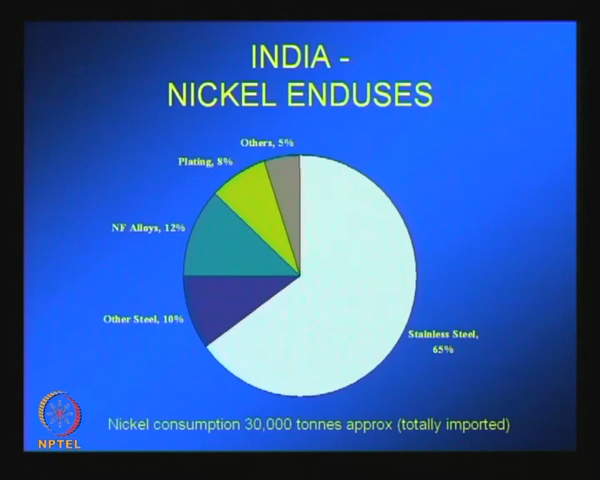 INDIA -
NICKEL ENDUSES
Others, 5%
Plating, 8%
NF Alloys, 12%
Other Steel, 10%
Stainless Steel,
65%
Nickel consumption 30,000 tonnes approx (totally imported)
NPTEL